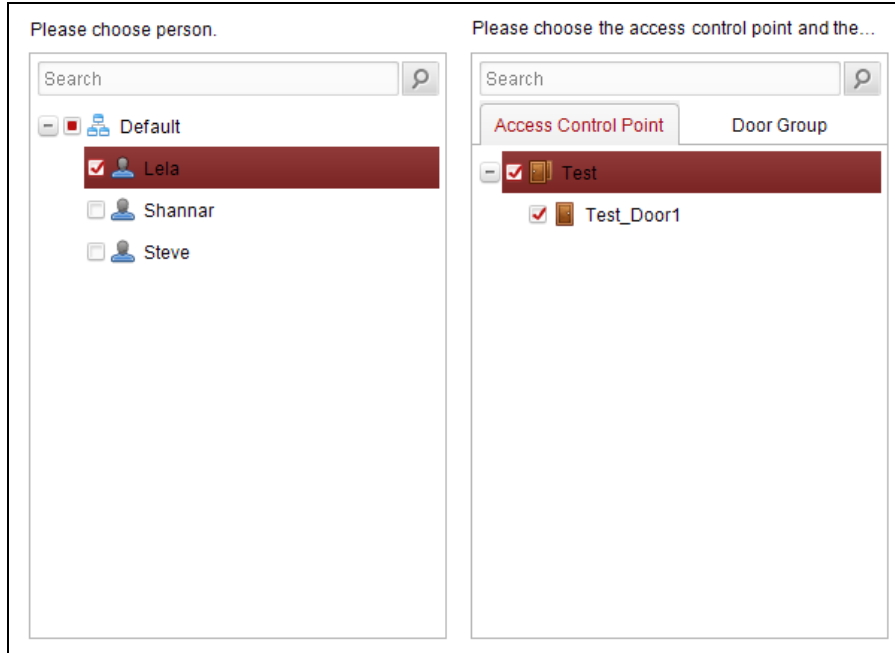 Please choose person.
Search
Default
Lela
Shannar
Steve
Please choose the access control point and the...
Search
Access Control Point
Door Group
Test
Test_Door1